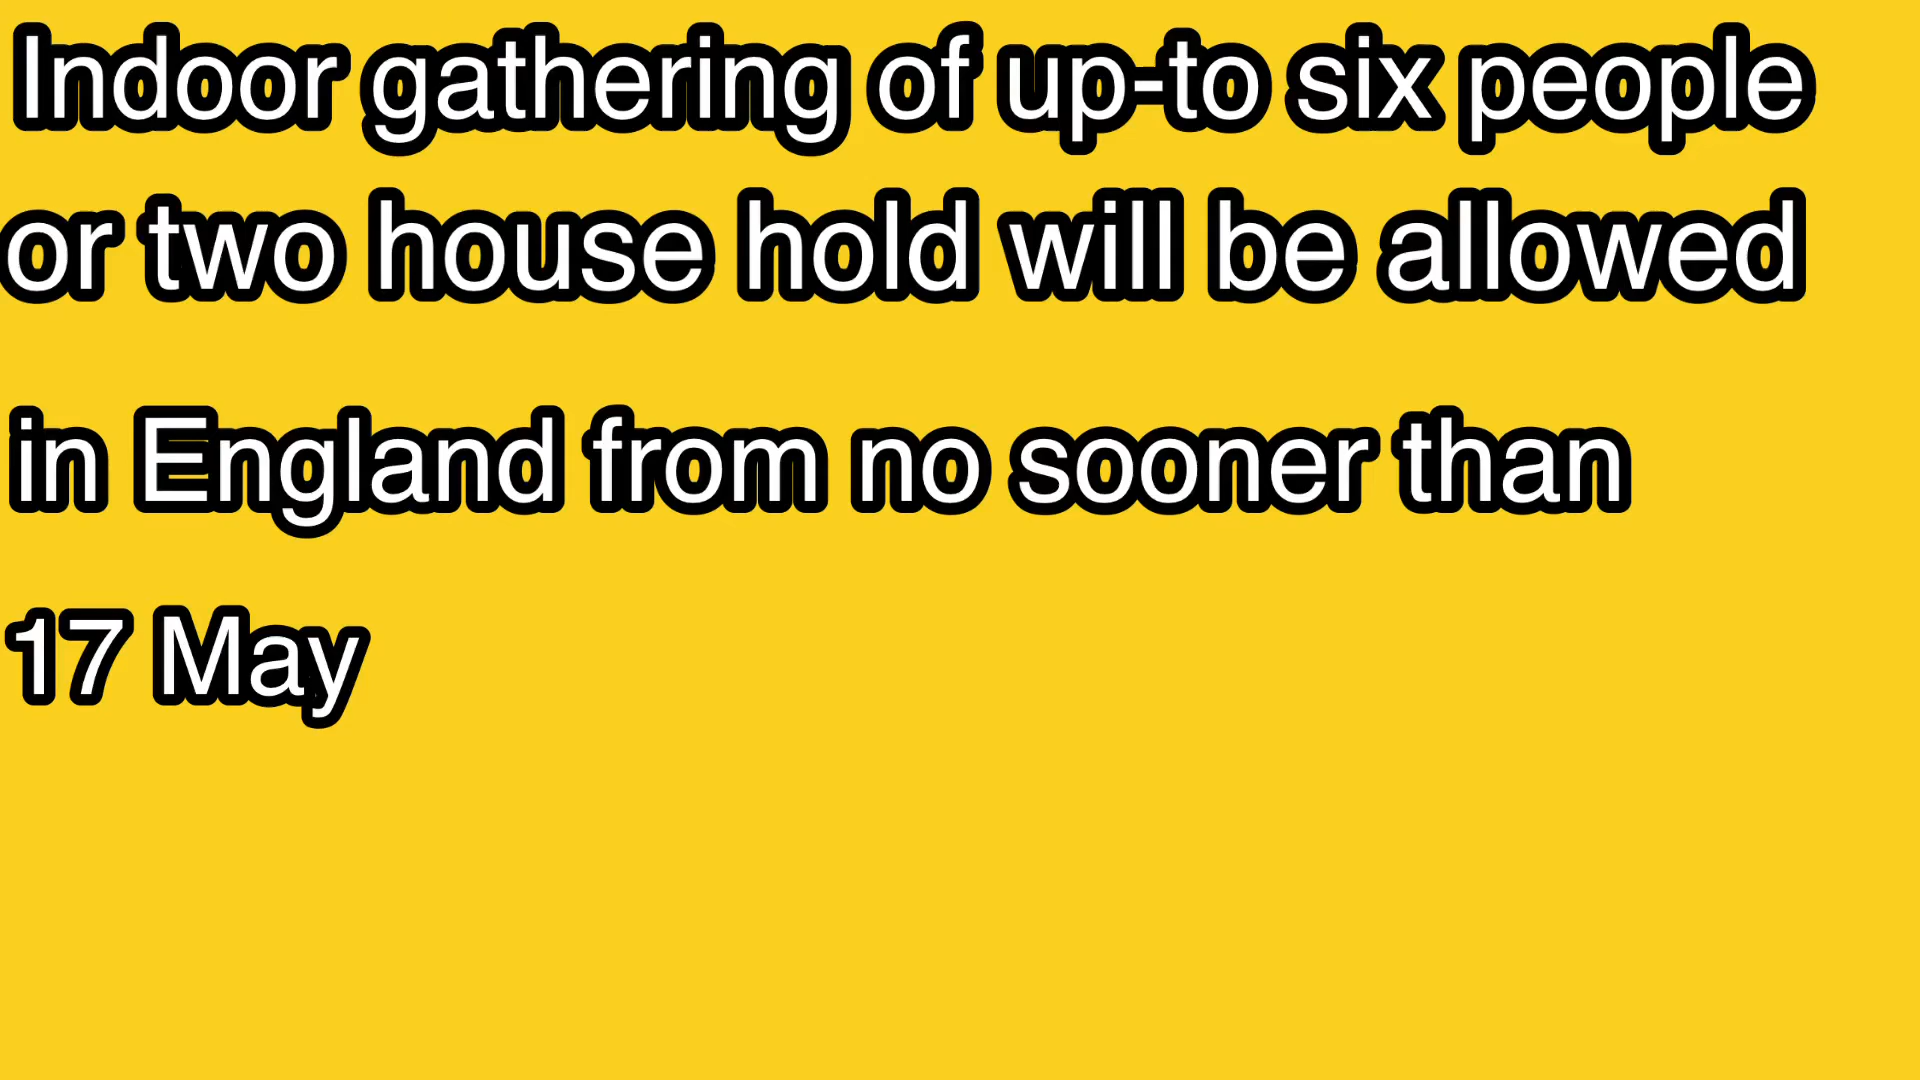 Indoor gathering of up-to six people
or two house hold will be allowed
in England from no sooner than
17 May